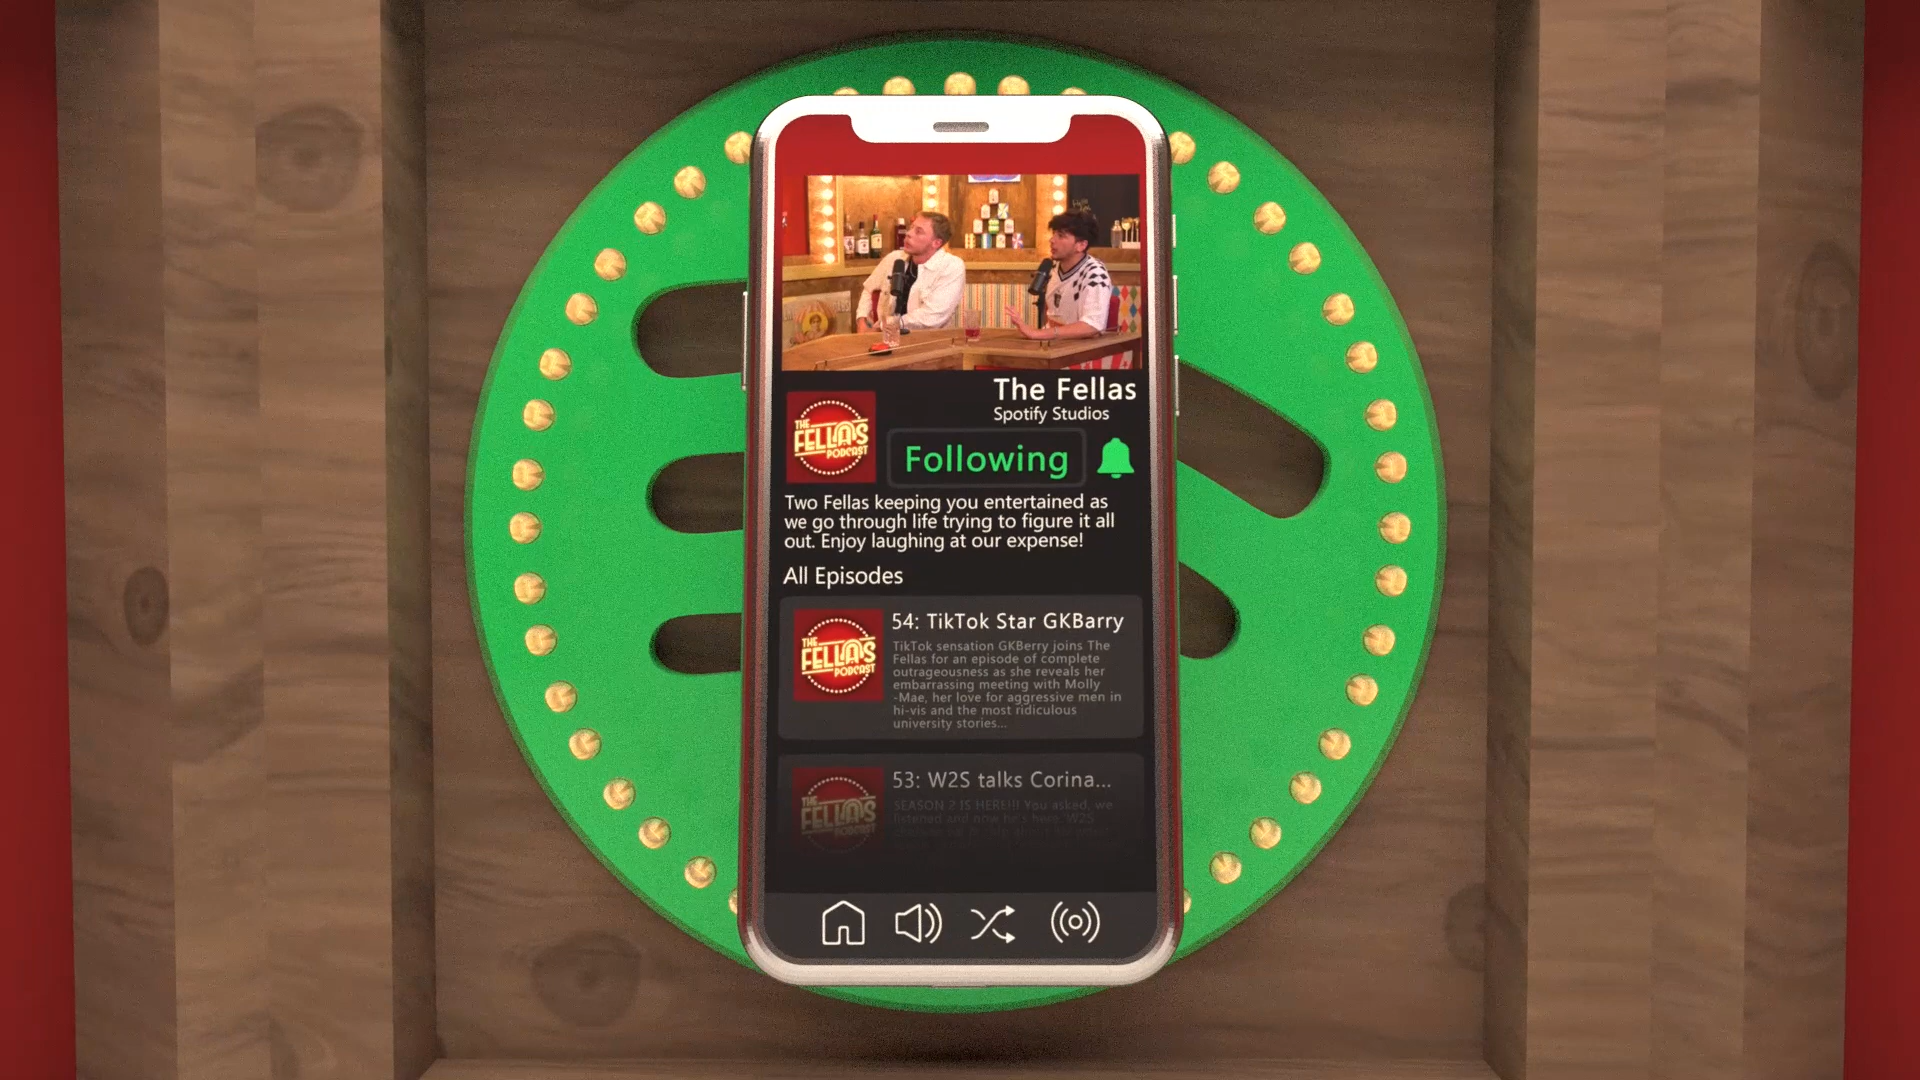 The Fellas
Spotify Studios
THE
FELLAS
PODCAST
Following
Two Fellas keeping you entertained as
we go through life trying to figure it all
out. Enjoy laughing at our expense!
All Episodes
THE
FELLAS
PODCAST
54: TikTok Star GKBarry
TikTok sensation GKBerry joins The
Fellas for an episode of complete
outrageousness as she reveals her
embarrassing meeting with Molly
-Mae, her love for aggressive men in
hi-vis and the most ridiculous
university stories...
THE
FELLAS
PODCAST
53: W2S talks Corina...
SEASON 2 IS HERE!!! You asked, we
listened and now he's here. W2S